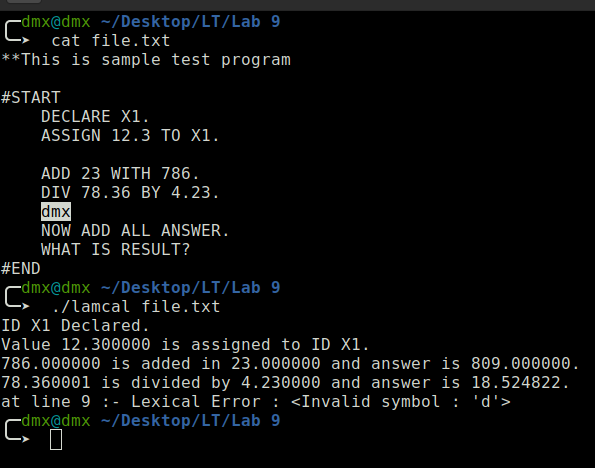 dmx@dmx ~/Desktop/LT/Lab 9
cat file.txt
**This is sample test program
#START
DECLARE X1.
ASSIGN 12.3 TO X1.
ADD 23 WITH 786.
DIV 78.36 BY 4.23.
dmx
NOW ADD ALL ANSWER.
WHAT IS RESULT?
#END
dmx@dmx ~/Desktop/LT/Lab 9
./lamcal file.txt
ID X1 Declared.
Value 12.300000 is assigned to ID X1.
786.000000 is added in 23.000000 and answer is 809.000000.
78.360001 is divided by 4.230000 and answer is 18.524822.
at line 9 :- Lexical Error : <Invalid symbol : 'd'>
dmx@dmx ~/Desktop/LT/Lab 9